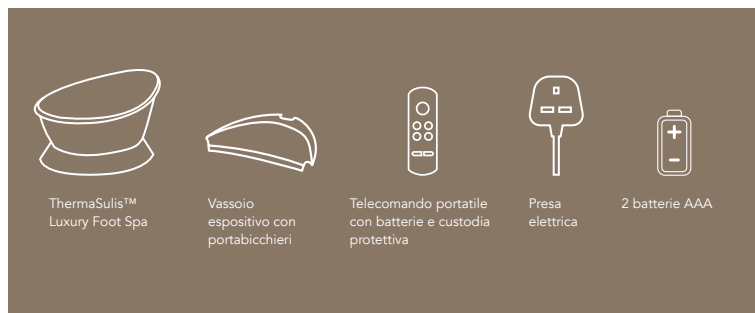 ThermaSulis™
Luxury Foot Spa
Vassoio
espositivo con
portabicchieri
Telecomando portatile
con batterie e custodia
protettiva
Presa
elettrica
2 batterie AAA